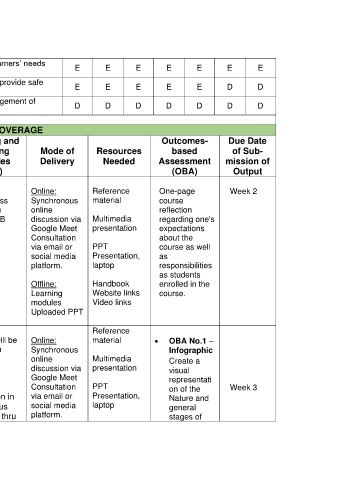 arners' needs
E E E E E E E
provide safe
E E E E E D D
gement of
D D D D D D D
OVERAGE
g and
ng
es
)
Mode of
Delivery
Resources
Needed
Outcomes-
based
Assessment
(OBA)
Due Date
of Sub-
mission of
Output
ss
B
Online:
Synchronous
online
discussion via
Google Meet
Consultation
via email or
social media
platform.
Offline:
Learning
modules
Uploaded PPT
Reference
material
Multimedia
presentation
PPT
Presentation,
laptop
Handbook
Website links
Video links
One-page
course
reflection
regarding one's
expectations
about the
course as well
as
responsibilities
as students
enrolled in the
course.
Week 2
ill be
on in
us
thru
Online:
Synchronous
online
discussion via
Google Meet
Consultation
via email or
social media
platform.
Reference
material
Multimedia
presentation
PPT
Presentation,
laptop
• OBA No.1 –
Infographic
Create a
visual
representati
on of the
Nature and
general
stages of
Week 3